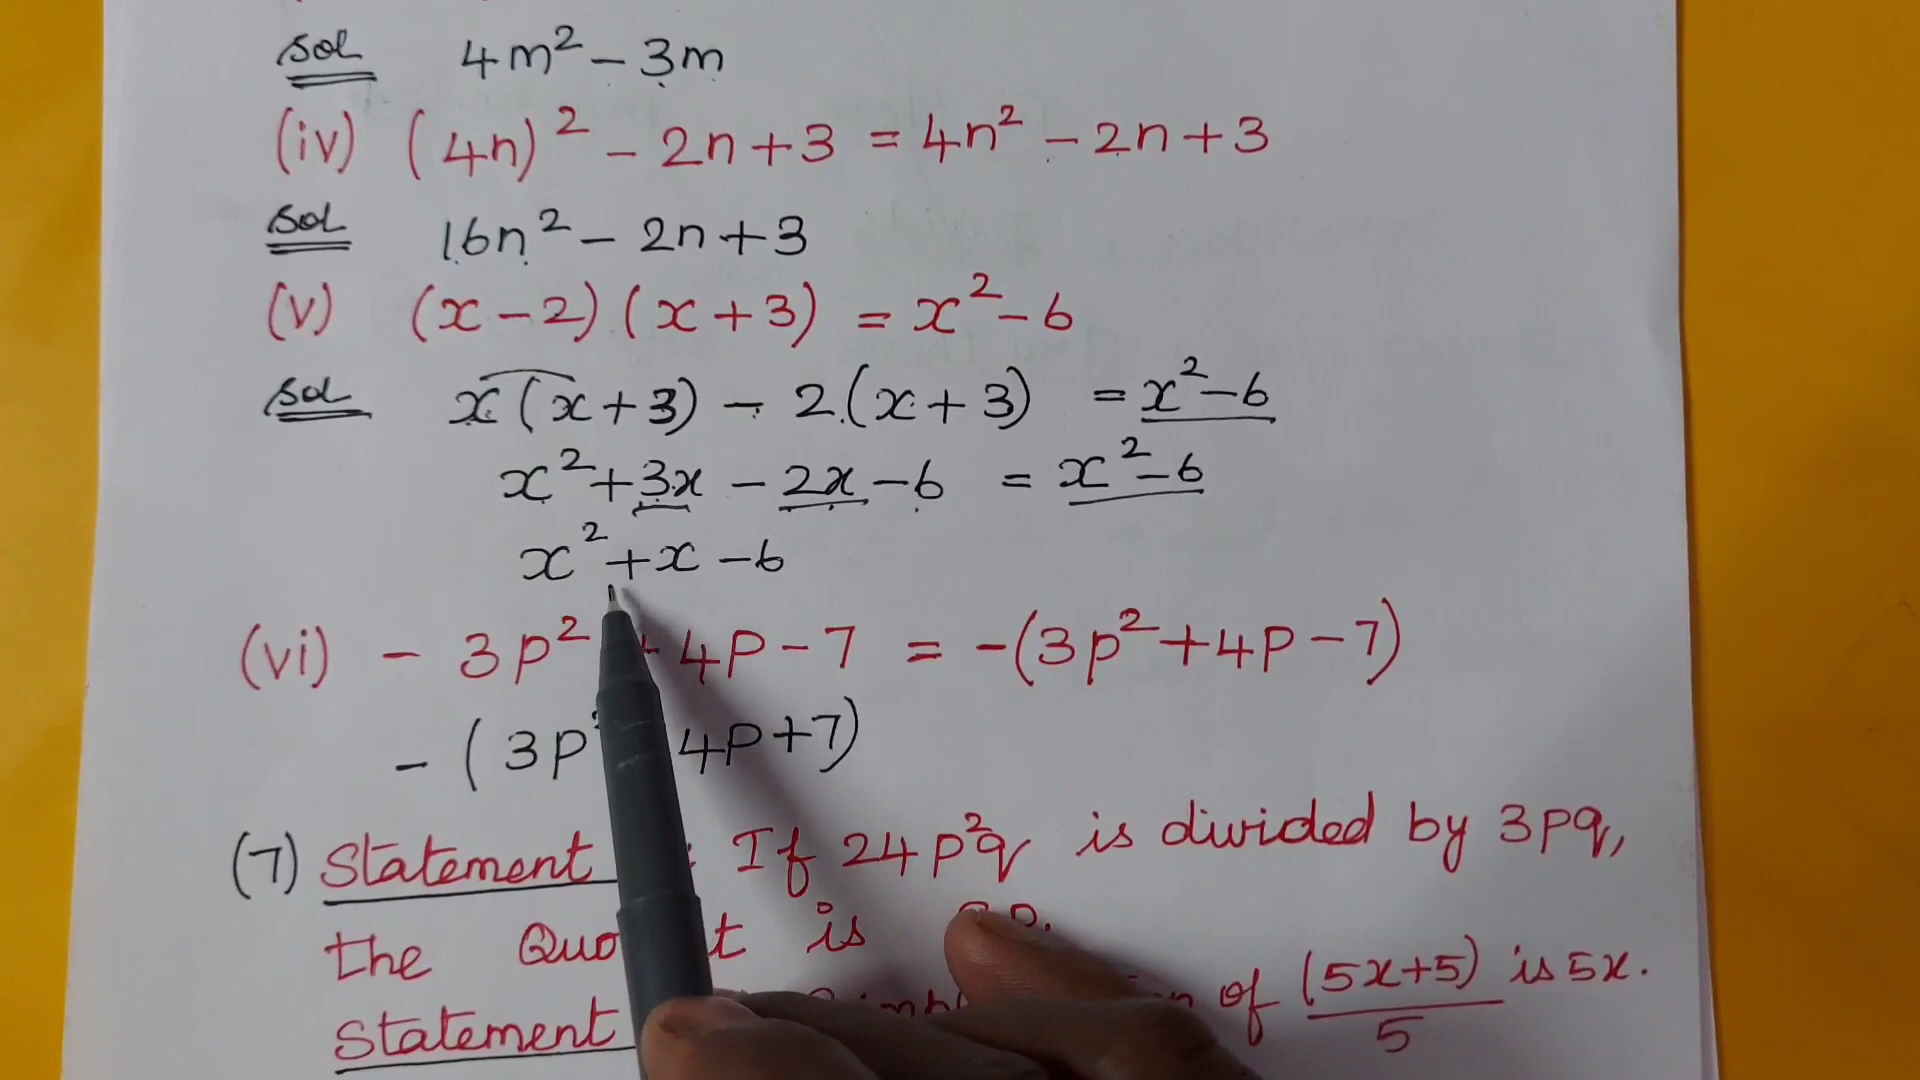 Sol 4m² - 3m
(iv) (4n)² - 2n + 3 = 4n² - 2n + 3
Sol 16n² - 2n + 3
(v) (x - 2) (x + 3) = x² - 6
Sol x (x + 3) - 2 (x + 3) = x² - 6
x² + 3x - 2x - 6 = x² - 6
x² + x - 6
(vi) - 3p² + 4p - 7 = -(3p² + 4p - 7)
- (3p² 4p + 7)
(7) Statement : If 24p²q is divided by 3pq,
the is
Statement of (5x+5)/5 is 5x.